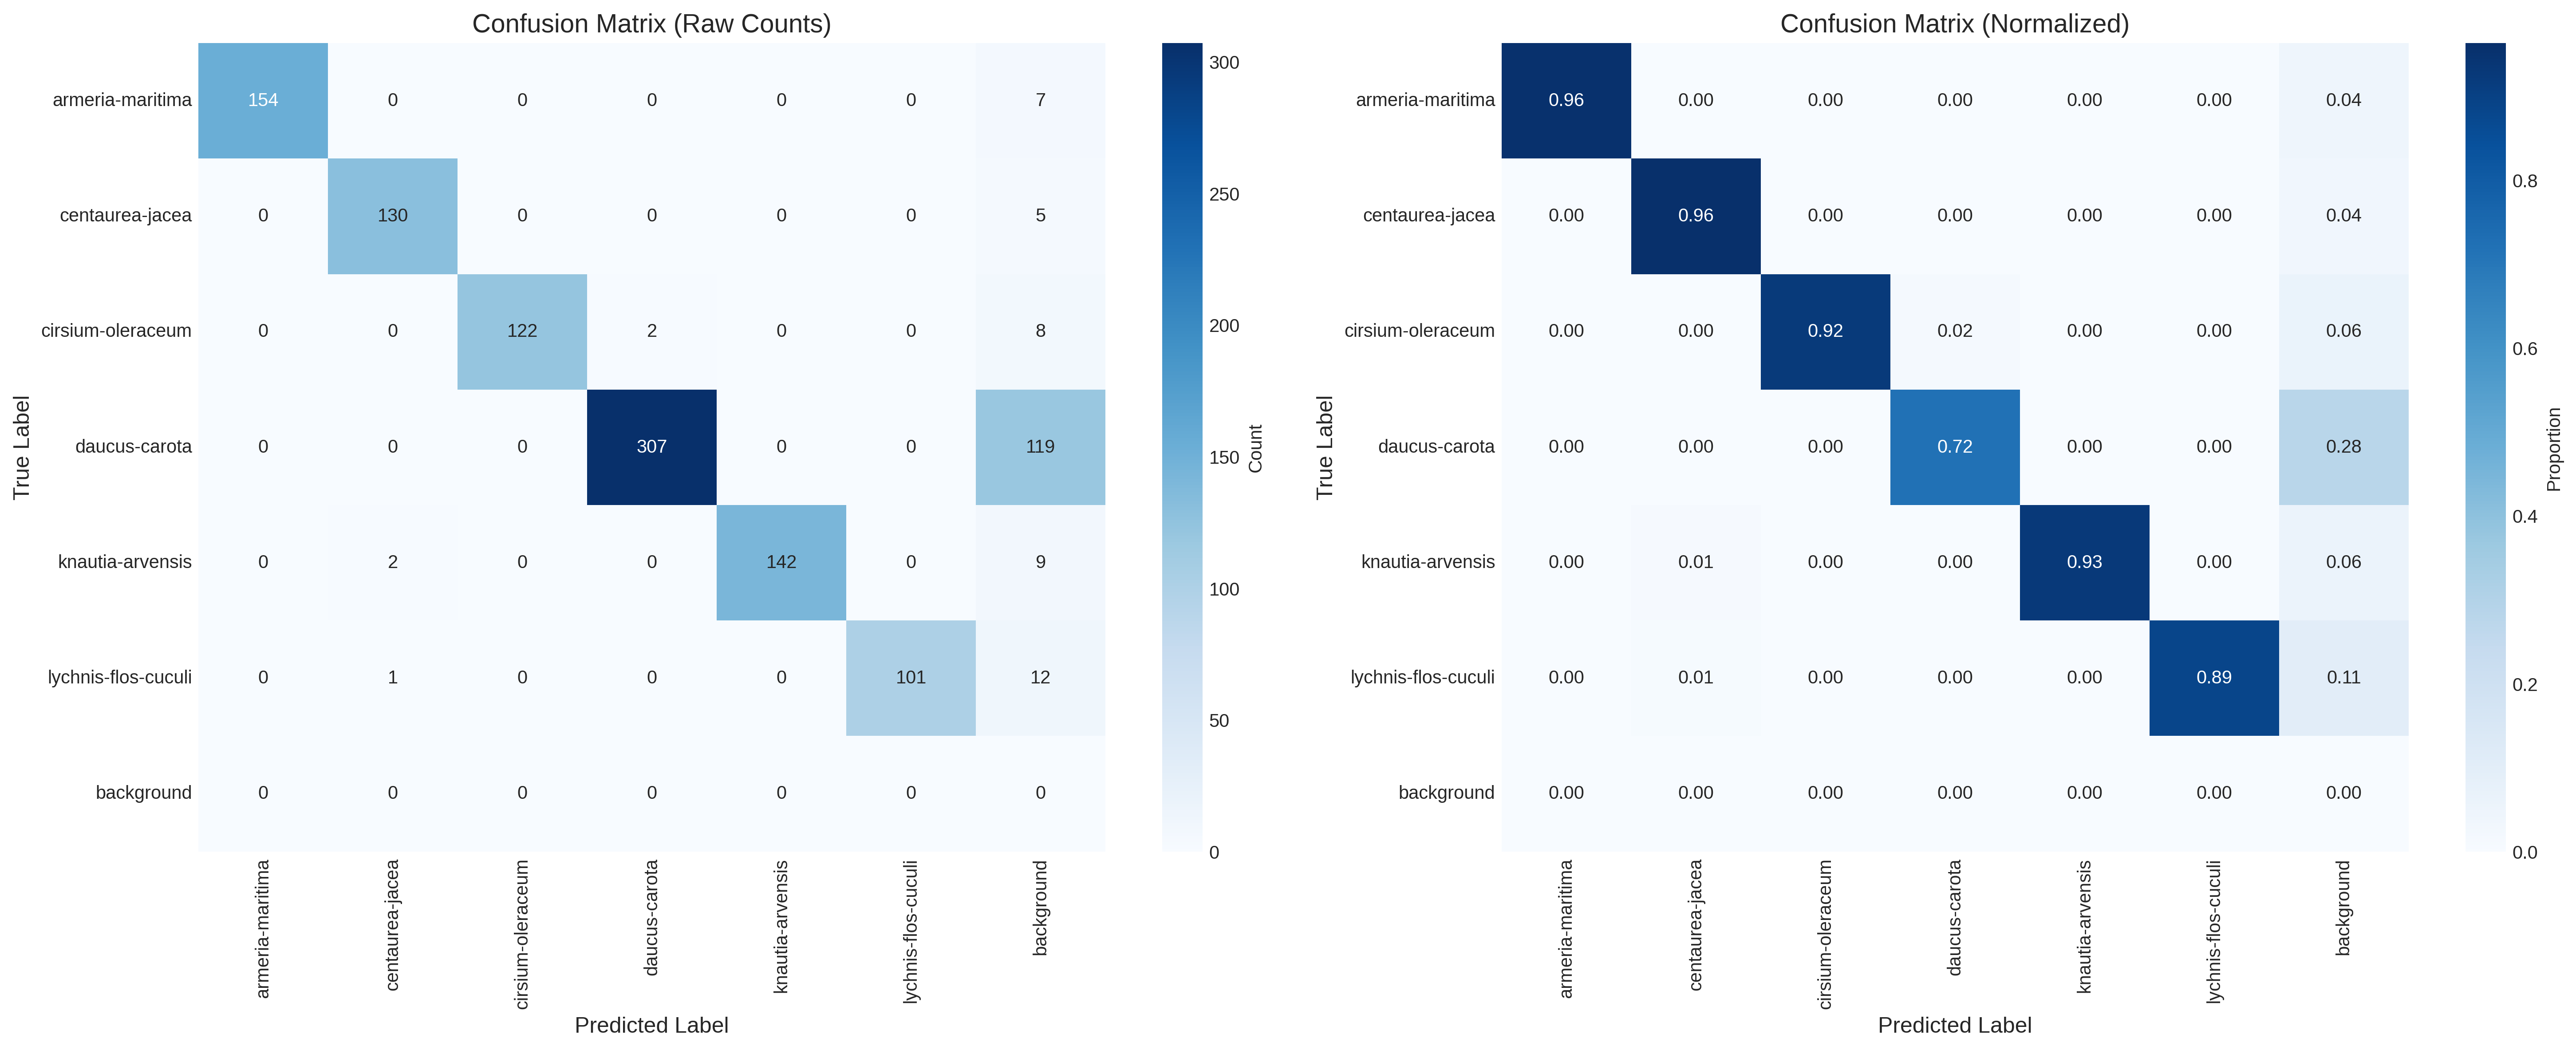 Confusion Matrix (Raw Counts)
armeria-maritima 154 0 0 0 0 0 7
centaurea-jacea 0 130 0 0 0 0 5
cirsium-oleraceum 0 0 122 2 0 0 8
daucus-carota 0 0 0 307 0 0 119
knautia-arvensis 0 2 0 0 142 0 9
lychnis-flos-cuculi 0 1 0 0 0 101 12
background 0 0 0 0 0 0 0
armeria-maritima
centaurea-jacea
cirsium-oleraceum
daucus-carota
knautia-arvensis
lychnis-flos-cuculi
background
Predicted Label
True Label
300
250
200
150
100
50
0
Count
Confusion Matrix (Normalized)
armeria-maritima 0.96 0.00 0.00 0.00 0.00 0.00 0.04
centaurea-jacea 0.00 0.96 0.00 0.00 0.00 0.00 0.04
cirsium-oleraceum 0.00 0.00 0.92 0.02 0.00 0.00 0.06
daucus-carota 0.00 0.00 0.00 0.72 0.00 0.00 0.28
knautia-arvensis 0.00 0.01 0.00 0.00 0.93 0.00 0.06
lychnis-flos-cuculi 0.00 0.01 0.00 0.00 0.00 0.89 0.11
background 0.00 0.00 0.00 0.00 0.00 0.00 0.00
armeria-maritima
centaurea-jacea
cirsium-oleraceum
daucus-carota
knautia-arvensis
lychnis-flos-cuculi
background
Predicted Label
True Label
0.8
0.6
0.4
0.2
0.0
Proportion